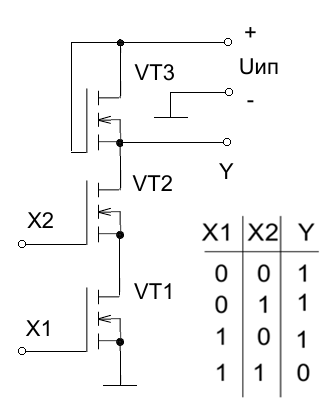 +
VT3
Uип
-
Y
VT2
X2
X1 X2 Y
0 0 1
0 1 1
1 0 1
1 1 0
VT1
X1